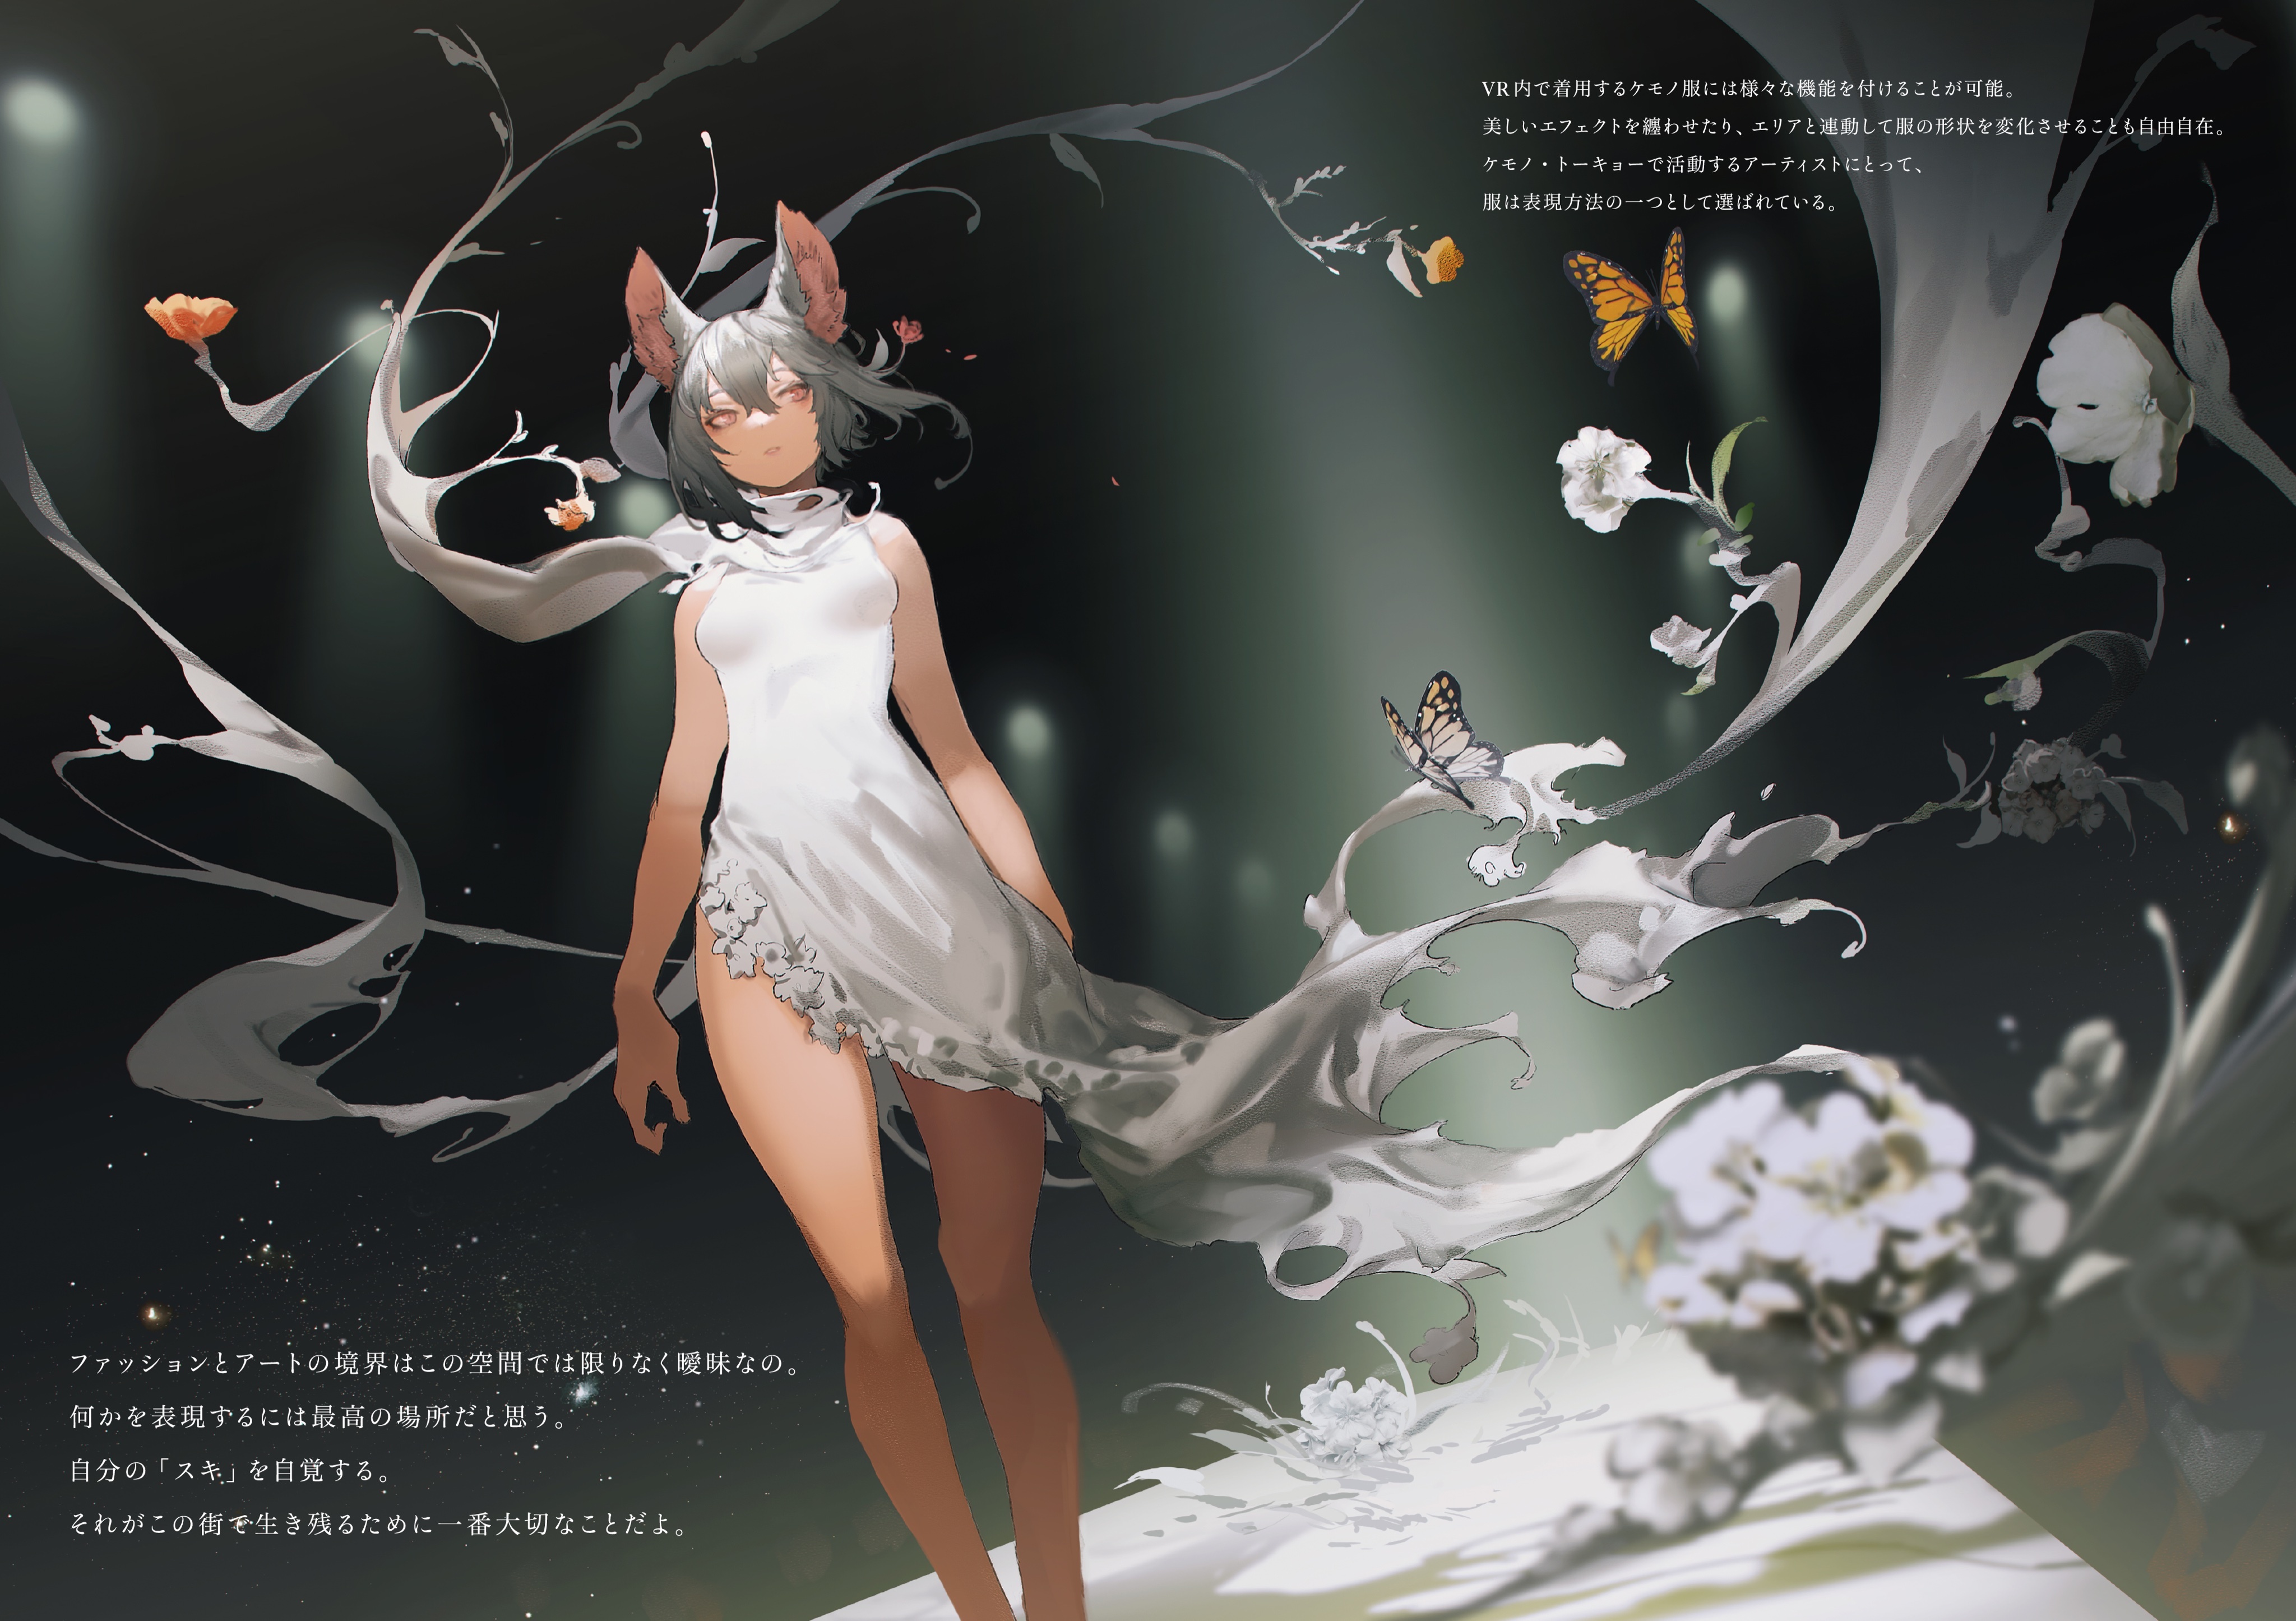 VR内で着用するケモノ服には様々な機能を付けることが可能。
美しいエフェクトを纏わせたり、エリアと連動して服の形状を変化させることも自由自在。
ケモノ・トーキョーで活動するアーティストにとって、
服は表現方法の一つとして選ばれている。
ファッションとアートの境界はこの空間では限りなく曖昧なの。
何かを表現するには最高の場所だと思う。
自分の「スキ」を自覚する。
それがこの街で生き残るために一番大切なことだよ。